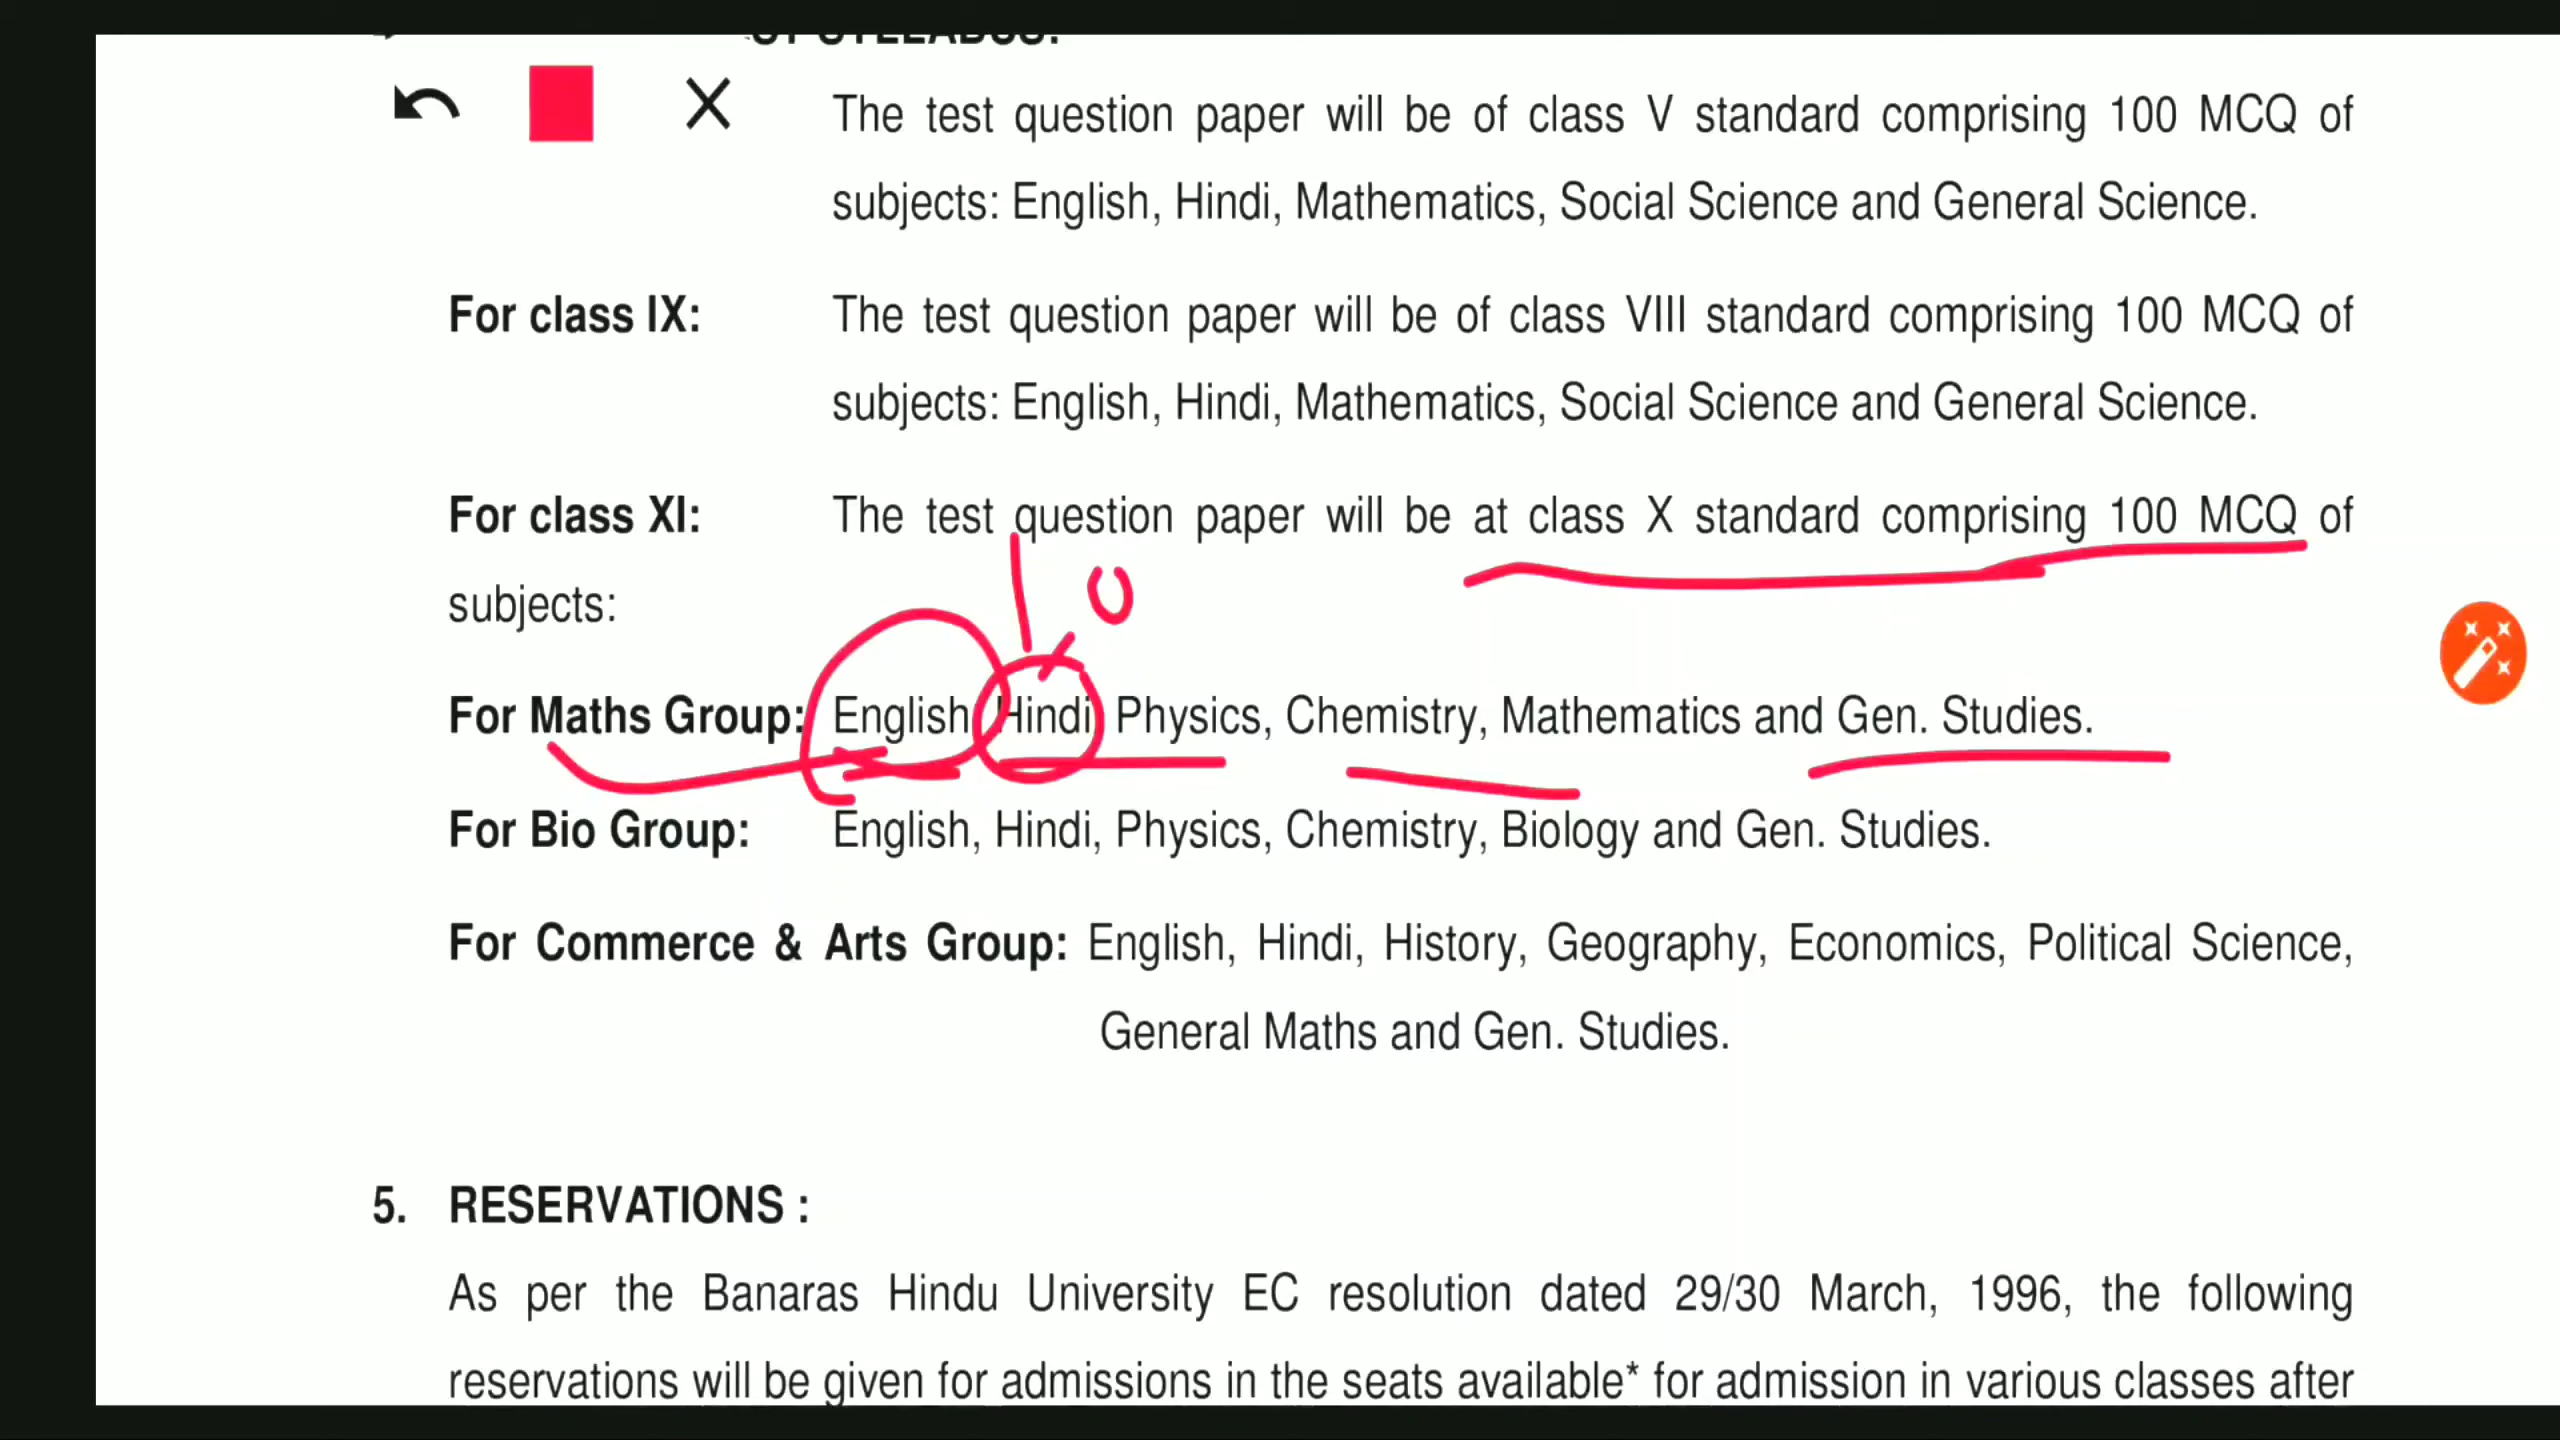 SYLLABUS:
The test question paper will be of class V standard comprising 100 MCQ of
subjects: English, Hindi, Mathematics, Social Science and General Science.
For class IX: The test question paper will be of class VIII standard comprising 100 MCQ of
subjects: English, Hindi, Mathematics, Social Science and General Science.
For class XI: The test question paper will be at class X standard comprising 100 MCQ of
subjects:
10
For Maths Group: English, Hindi, Physics, Chemistry, Mathematics and Gen. Studies.
For Bio Group: English, Hindi, Physics, Chemistry, Biology and Gen. Studies.
For Commerce & Arts Group: English, Hindi, History, Geography, Economics, Political Science,
General Maths and Gen. Studies.
5. RESERVATIONS :
As per the Banaras Hindu University EC resolution dated 29/30 March, 1996, the following
reservations will be given for admissions in the seats available* for admission in various classes after